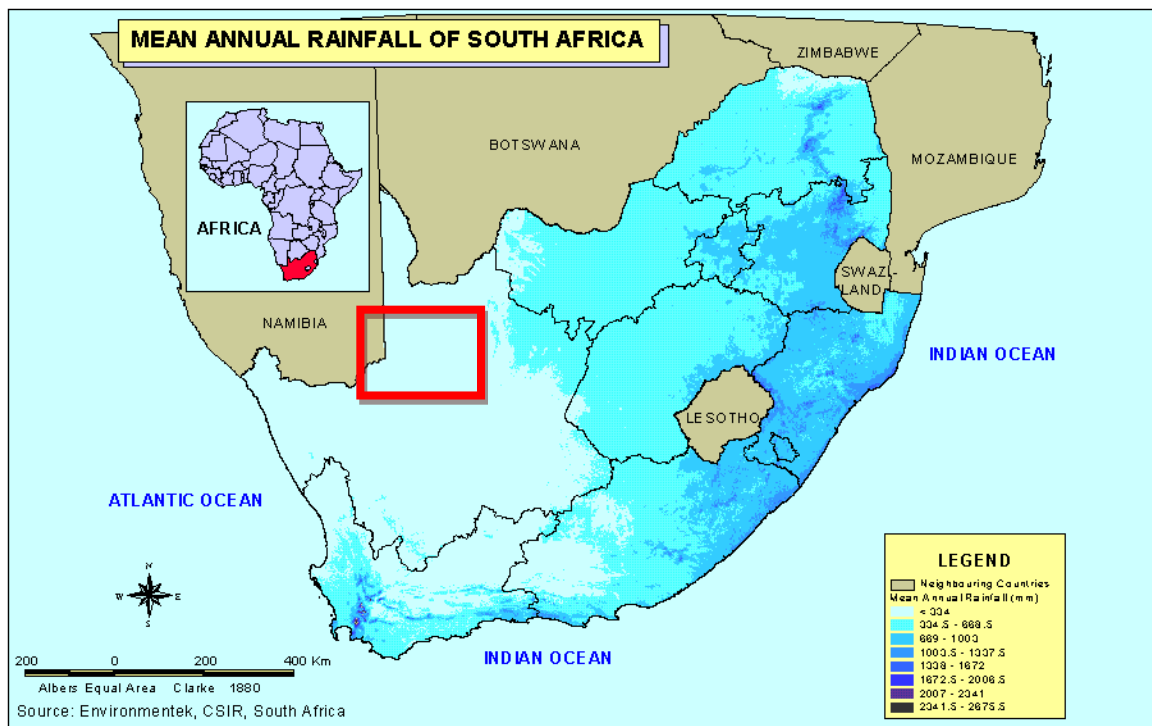 MEAN ANNUAL RAINFALL OF SOUTH AFRICA
ZIMBABWE
BOTSWANA
MOZAMBIQUE
AFRICA
SWAZI-
LAND
NAMIBIA
INDIAN OCEAN
LESOTHO
ATLANTIC OCEAN
N
W E
S
INDIAN OCEAN
LEGEND
Neighbouring Countries
Mean Annual Rainfall (mm)
< 334
334.5 - 668.5
669 - 1003
1003.5 - 1337.5
1338 - 1672
1672.5 - 2006.5
2007 - 2341
2341.5 - 2675.5
200 0 200 400 Km
Albers Equal Area Clarke 1880
Source: Environmentek, CSIR, South Africa